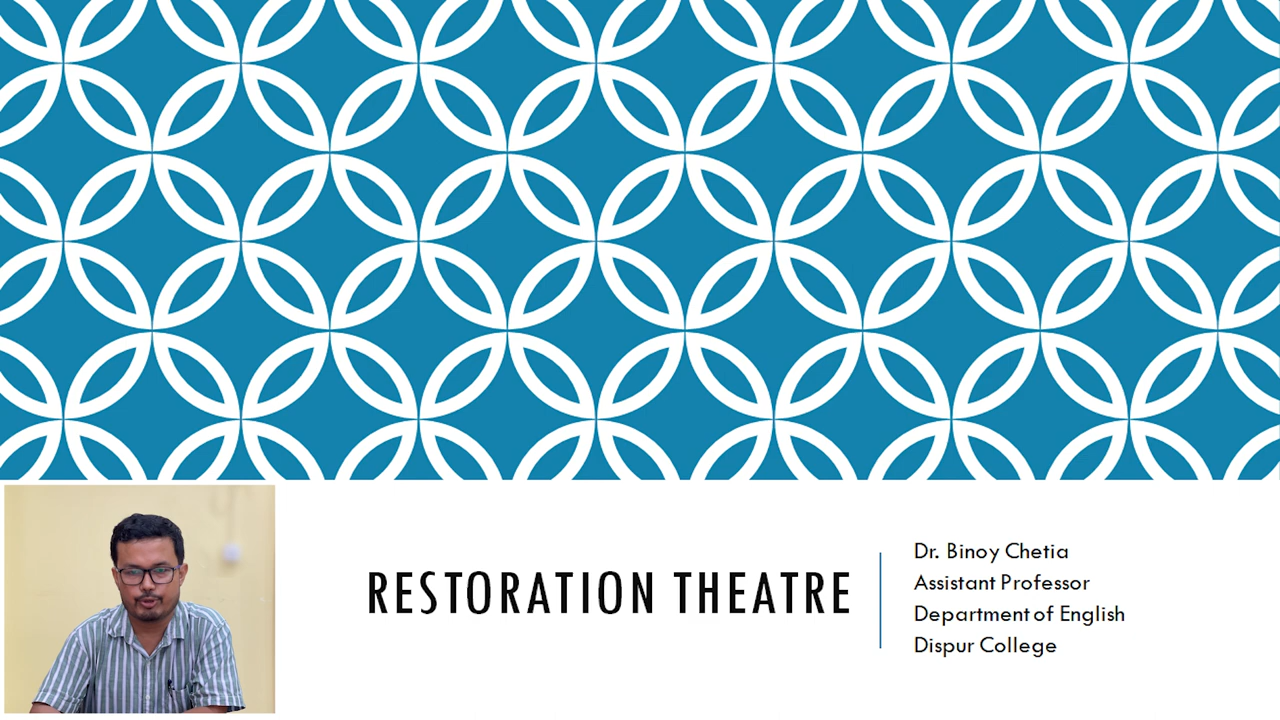 RESTORATION THEATRE
Dr. Binoy Chetia
Assistant Professor
Department of English
Dispur College